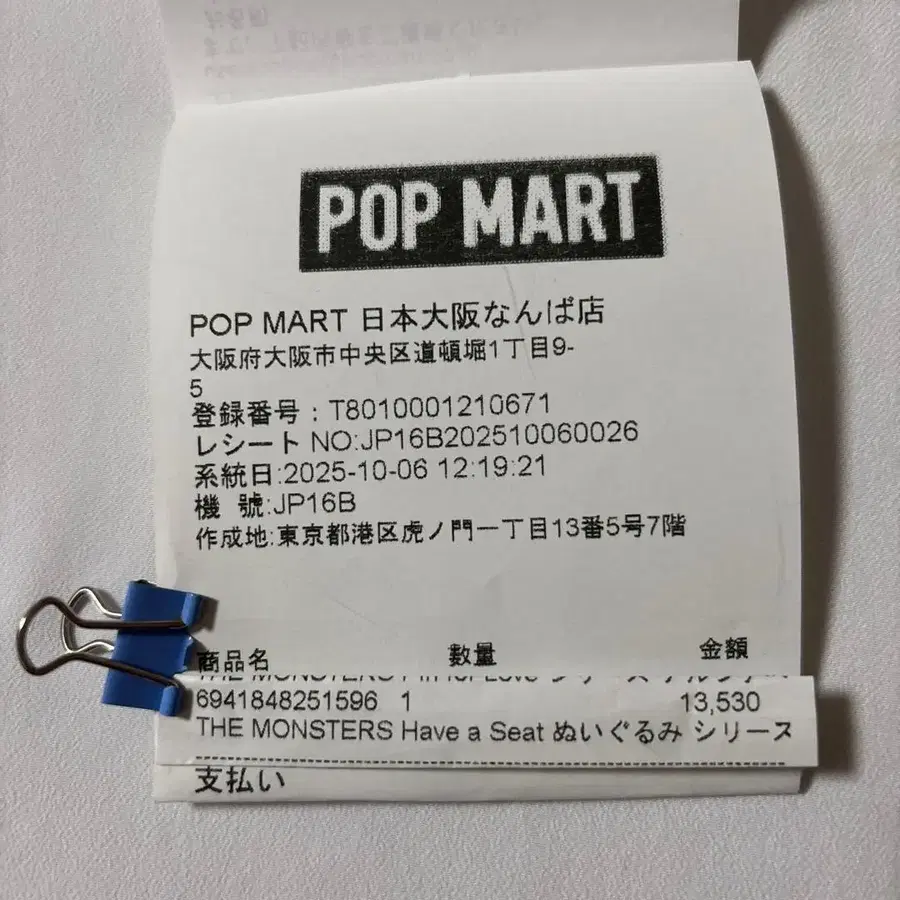 POP MART
POP MART 日本大阪なんば店
大阪府大阪市中央区道頓堀1丁目9-
5
登録番号：T8010001210671
レシート NO:JP16B202510060026
系統日:2025-10-06 12:19:21
機 號:JP16B
作成地:東京都港区虎ノ門一丁目13番5号7階
商品名 数量 金額
THE MONSTERS
6941848251596 1 13,530
THE MONSTERS Have a Seat ぬいぐるみ シリーズ
支払い